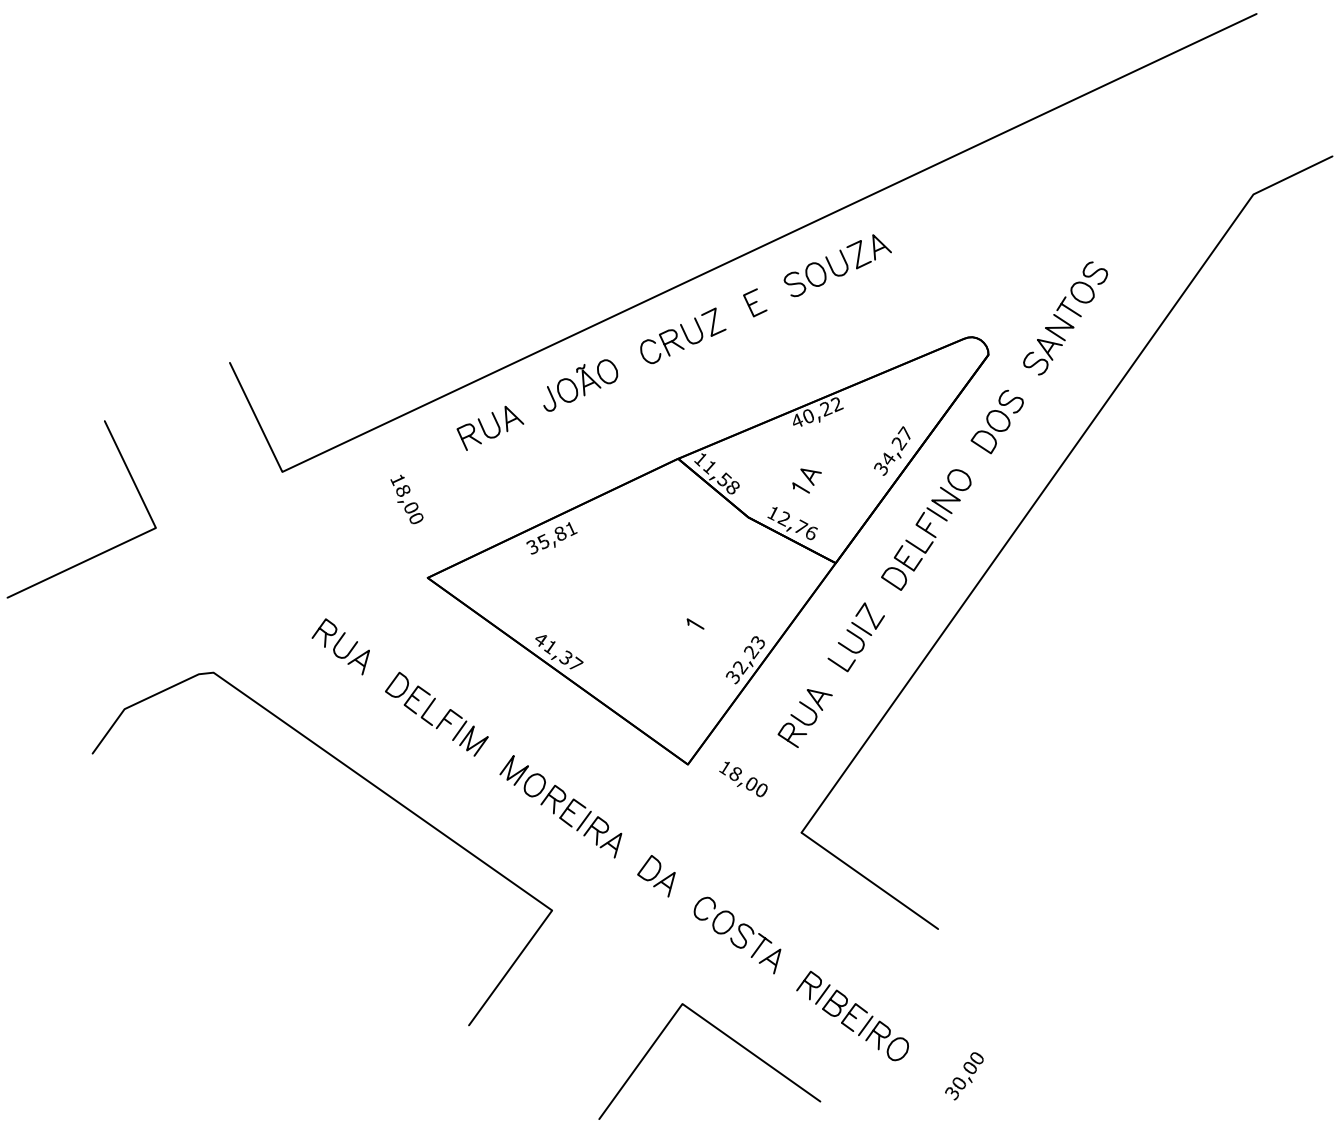 RUA JOÃO CRUZ E SOUZA
18,00
40,22
34,27
11,58
1A
12,76
35,81
1
41,37
32,23
RUA LUIZ DELFINO DOS SANTOS
18,00
RUA DELFIM MOREIRA DA COSTA RIBEIRO
30,00